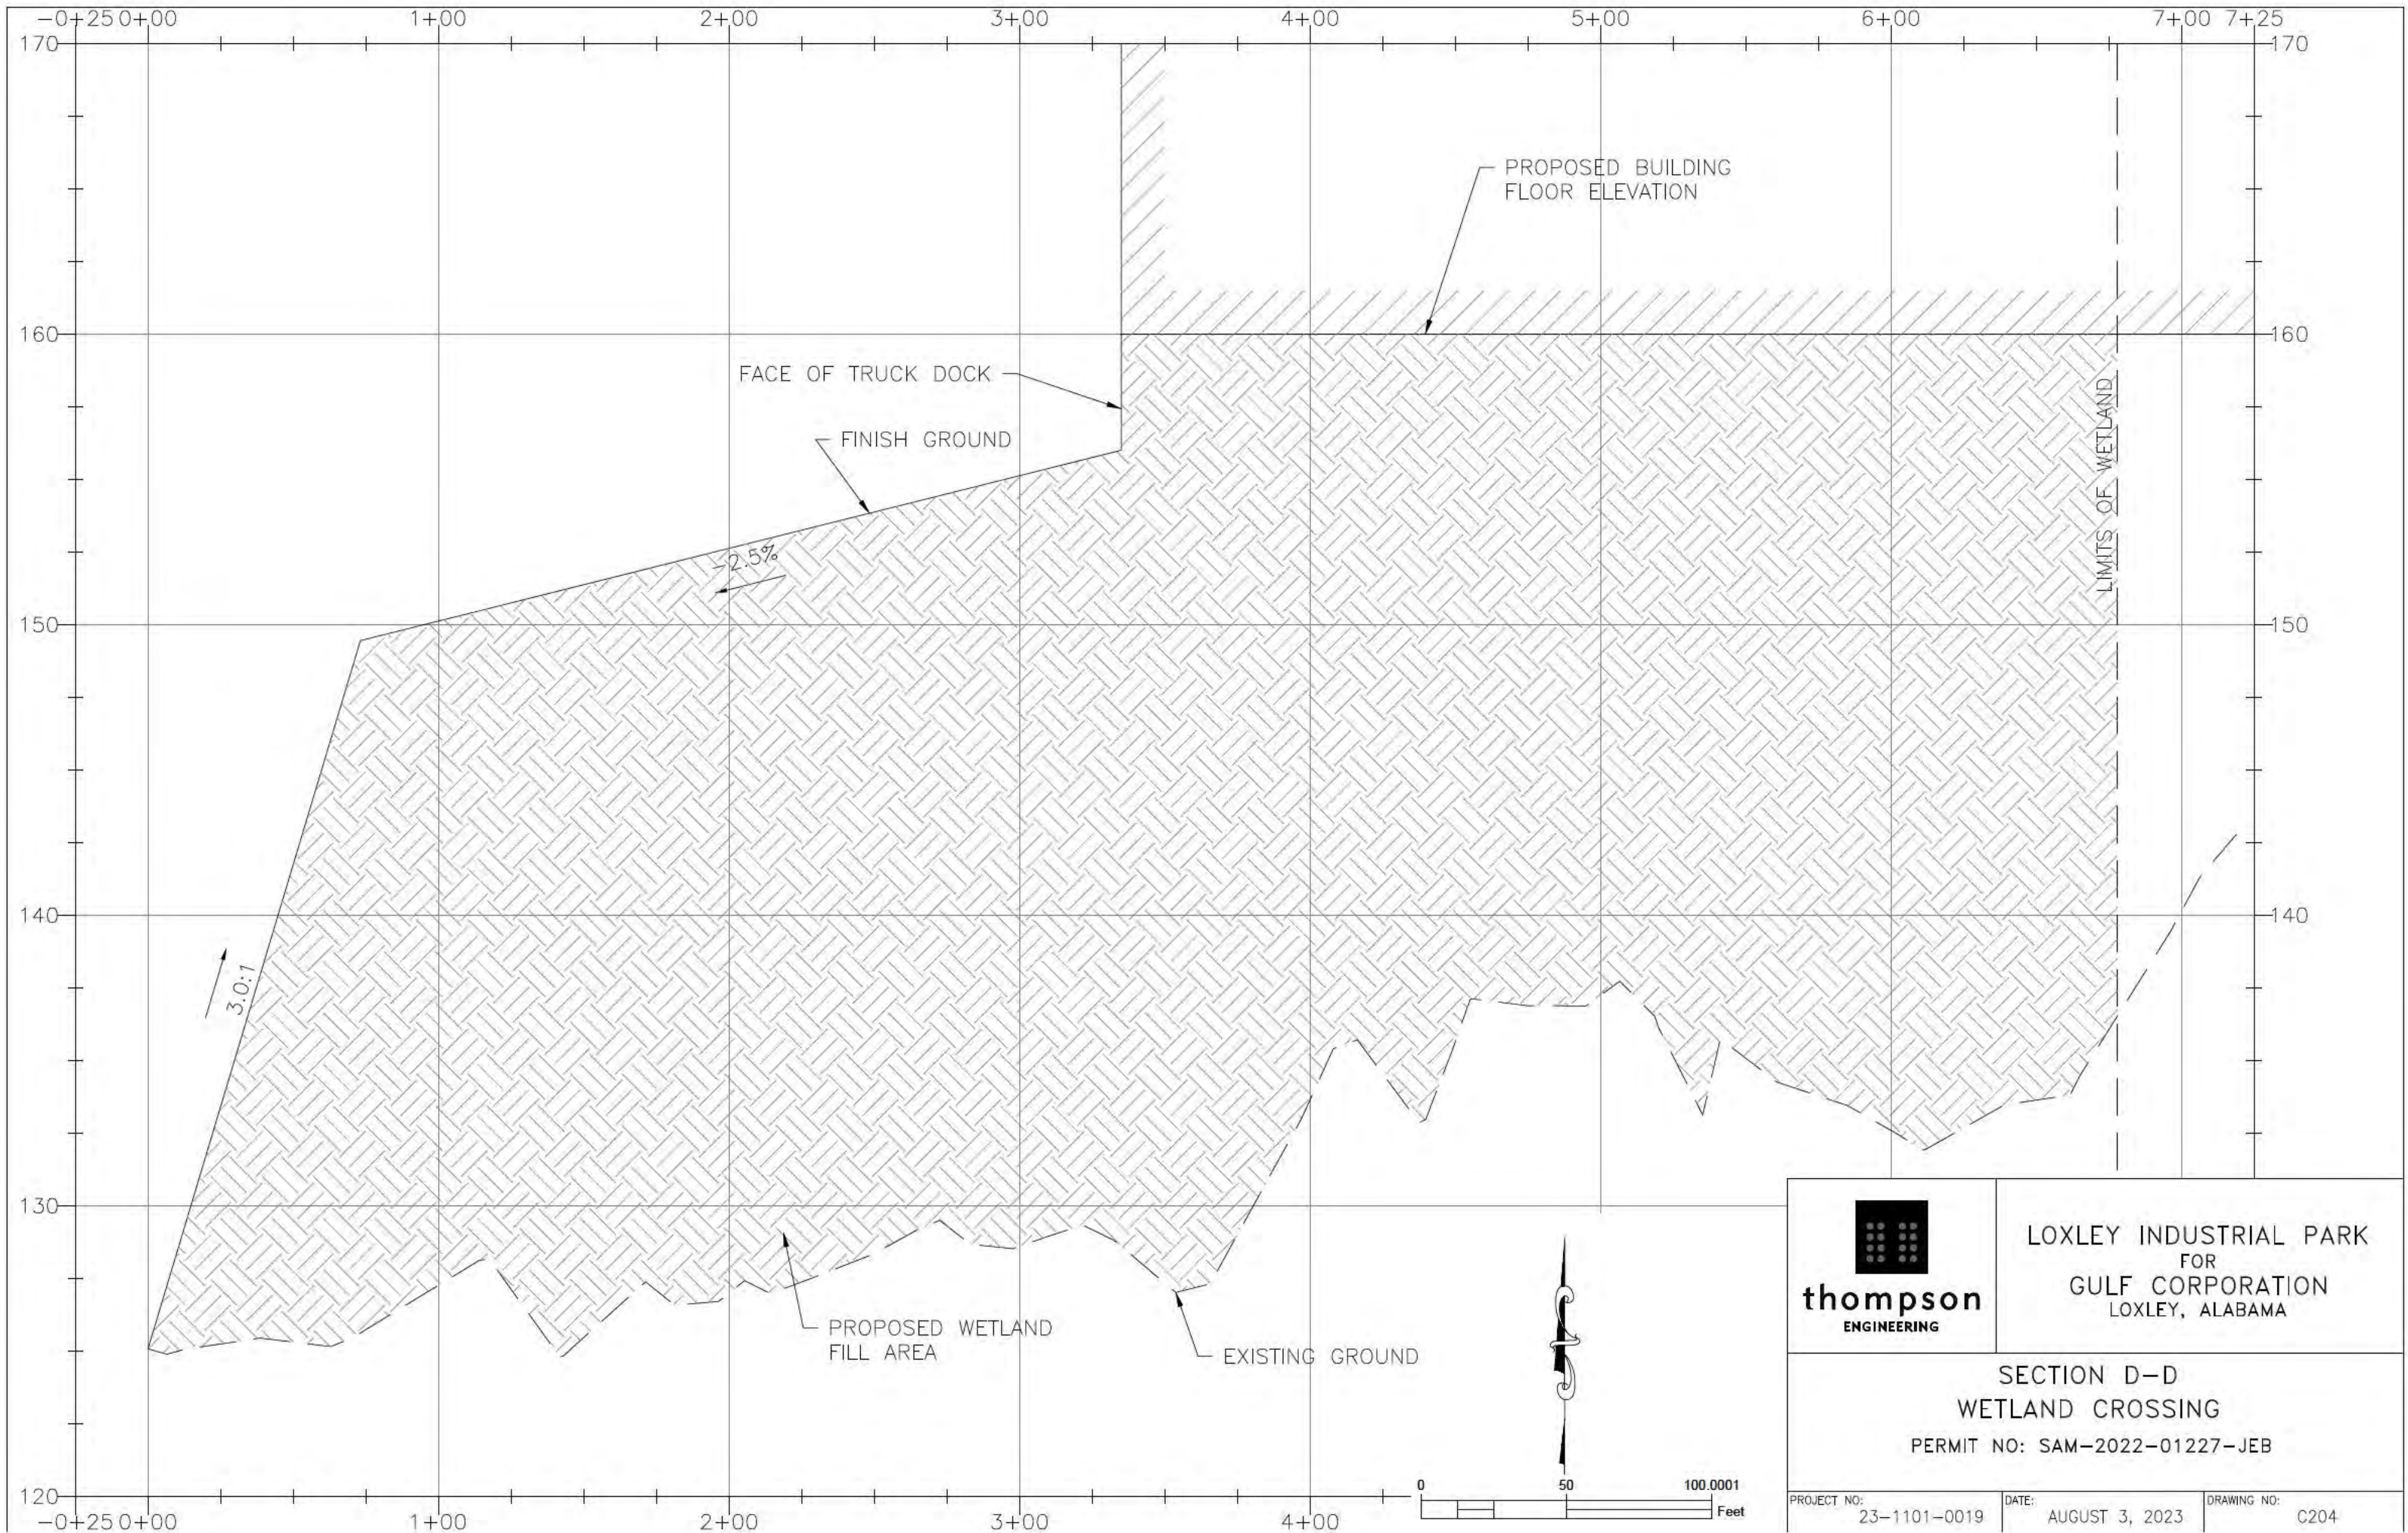 -0+25 0+00 1+00 2+00 3+00 4+00 5+00 6+00 7+00 7+25
170 170
PROPOSED BUILDING
FLOOR ELEVATION
160 160
FACE OF TRUCK DOCK
FINISH GROUND
LIMITS OF WETLAND
-2.5%
150 150
140 140
3.0:1
130
PROPOSED WETLAND
FILL AREA
EXISTING GROUND
thompson
ENGINEERING
LOXLEY INDUSTRIAL PARK
FOR
GULF CORPORATION
LOXLEY, ALABAMA
SECTION D-D
WETLAND CROSSING
PERMIT NO: SAM-2022-01227-JEB
120
0 50 100.0001
Feet
-0+25 0+00 1+00 2+00 3+00 4+00
PROJECT NO:
23-1101-0019
DATE:
AUGUST 3, 2023
DRAWING NO:
C204